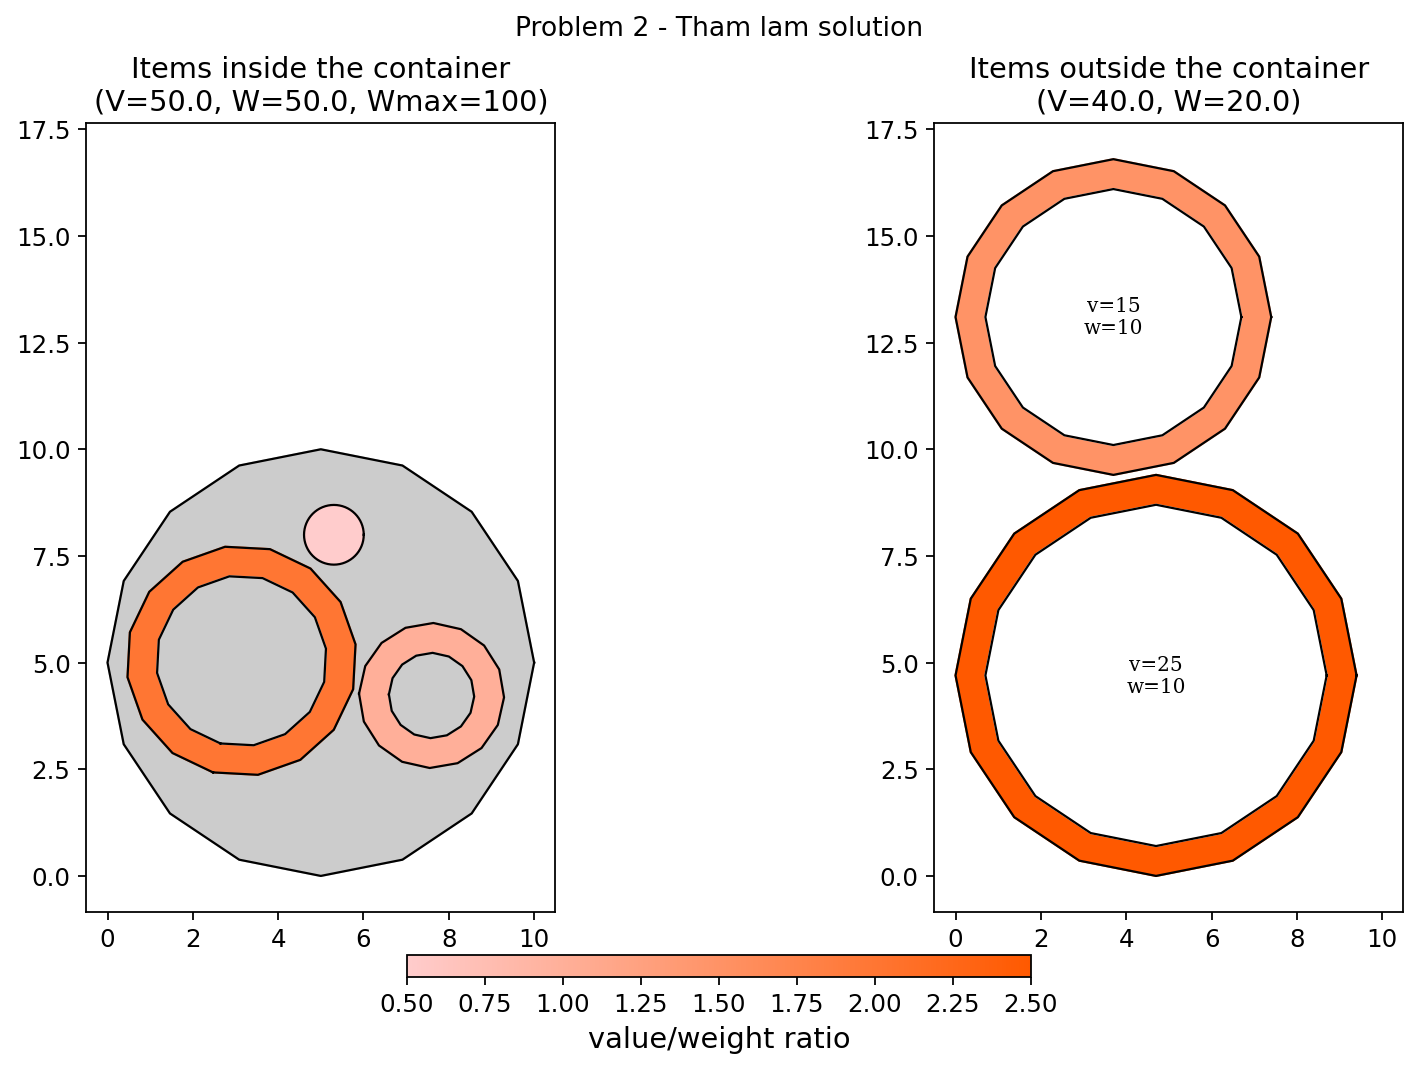 Problem 2 - Tham lam solution
Items inside the container
(V=50.0, W=50.0, Wmax=100)
17.5
15.0
12.5
10.0
7.5
5.0
2.5
0.0
0 2 4 6 8 10
Items outside the container
(V=40.0, W=20.0)
17.5
15.0
12.5
10.0
7.5
5.0
2.5
0.0
v=15
w=10
v=25
w=10
0 2 4 6 8 10
0.50 0.75 1.00 1.25 1.50 1.75 2.00 2.25 2.50
value/weight ratio